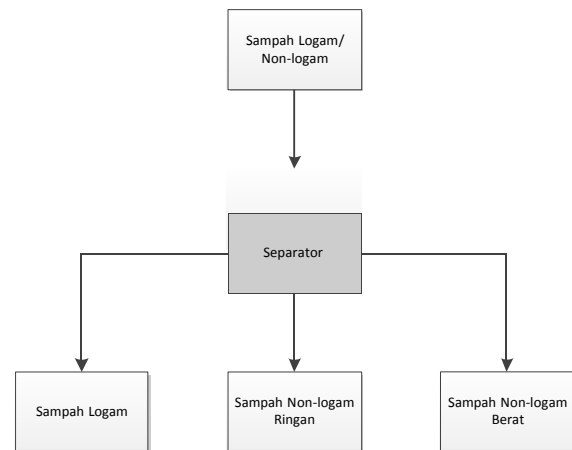 Sampah Logam/
Non-logam
Separator
Sampah Logam
Sampah Non-logam
Ringan
Sampah Non-logam
Berat